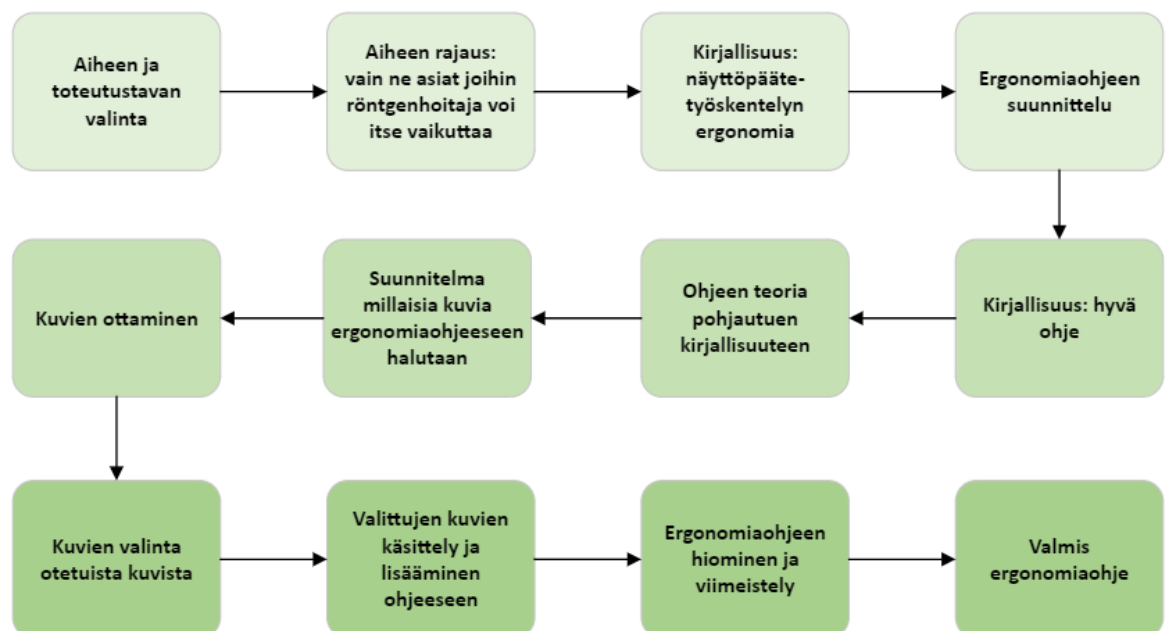 Aiheen ja
toteutustavan
valinta
Aiheen rajaus:
vain ne asiat joihin
röntgenhoitaja voi
itse vaikuttaa
Kirjallisuus:
näyttöpääte-
työskentelyn
ergonomia
Ergonomiaohjeen
suunnittelu
Kirjallisuus: hyvä
ohje
Ohjeen teoria
pohjautuen
kirjallisuuteen
Suunnitelma
millaisia kuvia
ergonomiaohjeeseen
halutaan
Kuvien ottaminen
Kuvien valinta
otetuista kuvista
Valittujen kuvien
käsittely ja
lisääminen
ohjeeseen
Ergonomiaohjeen
hiominen ja
viimeistely
Valmis
ergonomiaohje